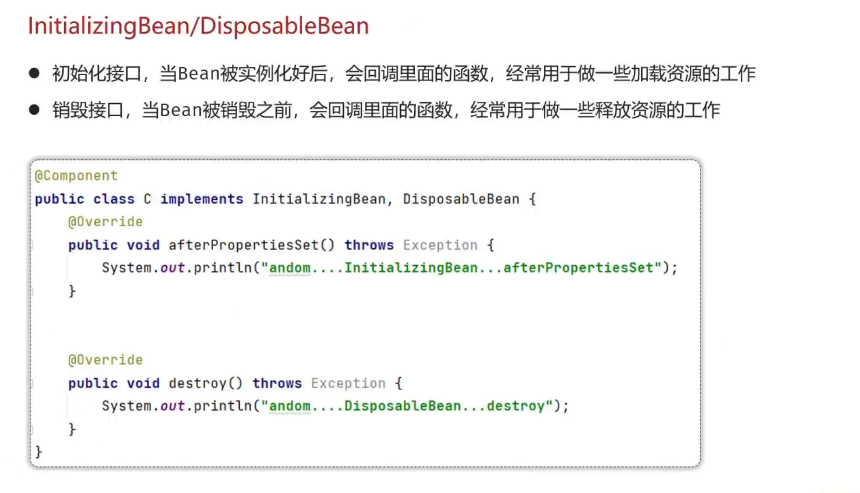 InitializingBean/DisposableBean
● 初始化接口，当Bean被实例化好后，会回调里面的函数，经常用于做一些加载资源的工作
● 销毁接口，当Bean被销毁之前，会回调里面的函数，经常用于做一些释放资源的工作
@Component
public class C implements InitializingBean, DisposableBean {
    @Override
    public void afterPropertiesSet() throws Exception {
        System.out.println("andom....InitializingBean...afterPropertiesSet");
    }
    @Override
    public void destroy() throws Exception {
        System.out.println("andom....DisposableBean...destroy");
    }
}